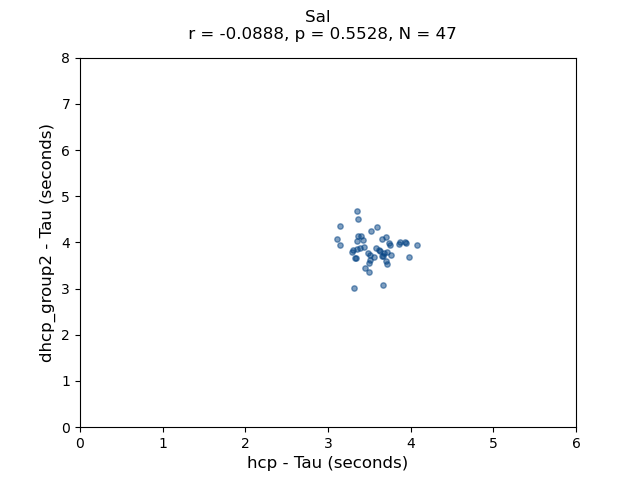 Sal
r = -0.0888, p = 0.5528, N = 47
8
7
6
5
4
3
2
1
0
dhcp_group2 - Tau (seconds)
0 1 2 3 4 5 6
hcp - Tau (seconds)